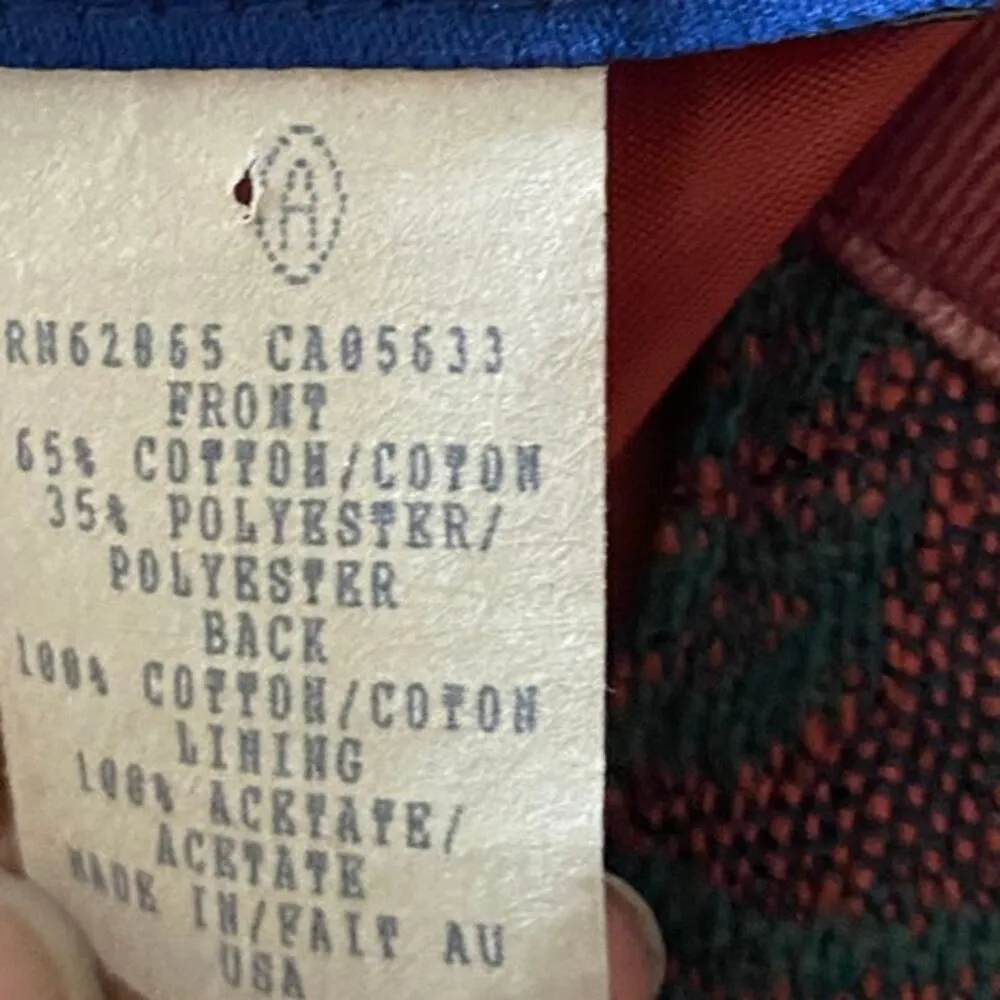 A
RN62865 CA05633
FRONT
65% COTTON/COTON
35% POLYESTER/
POLYESTER
BACK
100% COTTON/COTON
LINING
100% ACETATE/
ACETATE
MADE IN/FAIT AU
USA